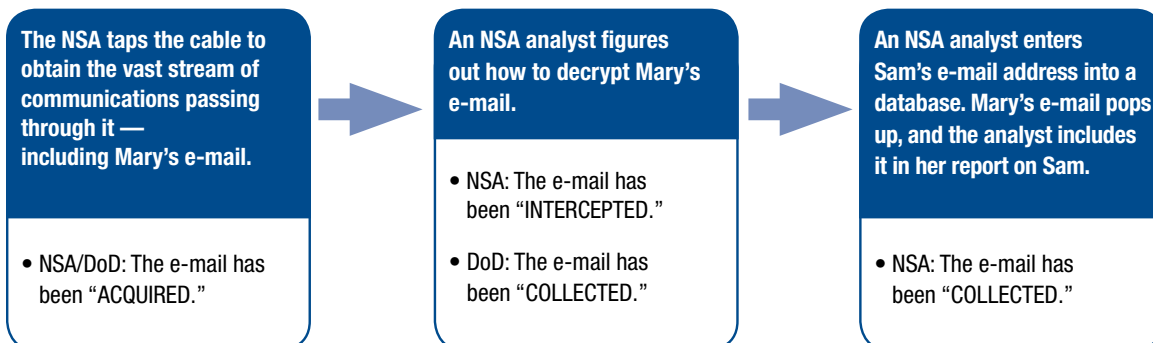 The NSA taps the cable to
obtain the vast stream of
communications passing
through it —
including Mary’s e-mail.
• NSA/DoD: The e-mail has
been “ACQUIRED.”
An NSA analyst figures
out how to decrypt Mary’s
e-mail.
• NSA: The e-mail has
been “INTERCEPTED.”
• DoD: The e-mail has
been “COLLECTED.”
An NSA analyst enters
Sam’s e-mail address into a
database. Mary’s e-mail pops
up, and the analyst includes
it in her report on Sam.
• NSA: The e-mail has
been “COLLECTED.”